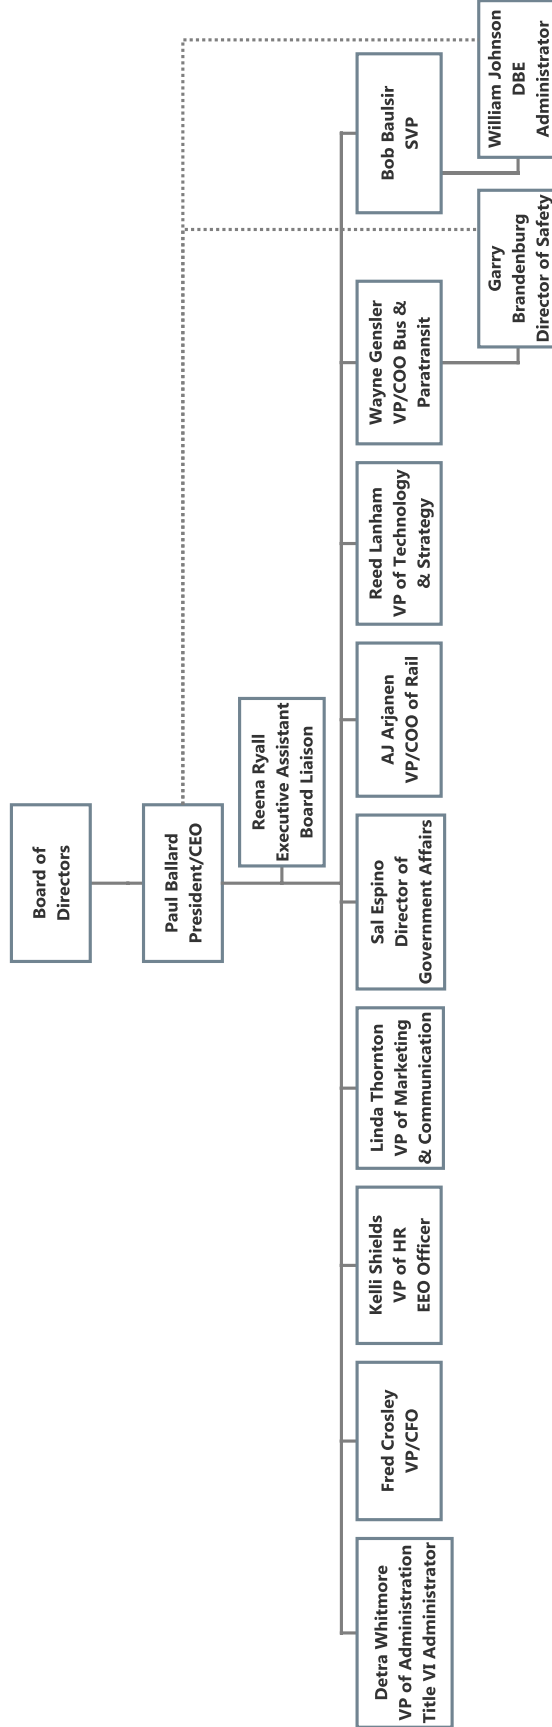 Board of
Directors
Paul Ballard
President/CEO
Reena Ryall
Executive Assistant
Board Liaison
Detra Whitmore
VP of Administration
Title VI Administrator
Fred Crosley
VP/CFO
Kelli Shields
VP of HR
EEO Officer
Linda Thornton
VP of Marketing
& Communication
Sal Espino
Director of
Government Affairs
AJ Arjanen
VP/COO of Rail
Reed Lanham
VP of Technology
& Strategy
Wayne Gensler
VP/COO Bus &
Paratransit
Bob Baulsir
SVP
Garry
Brandenburg
Director of Safety
William Johnson
DBE
Administrator